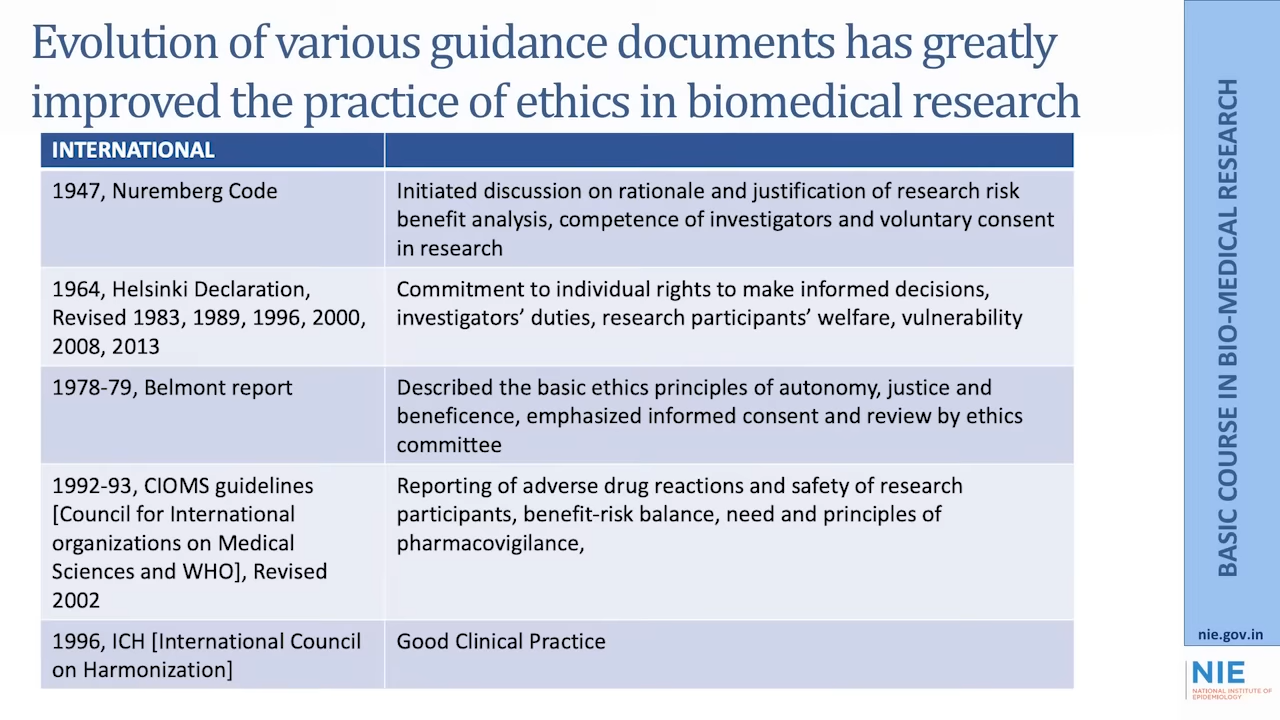 Evolution of various guidance documents has greatly
improved the practice of ethics in biomedical research
INTERNATIONAL
1947, Nuremberg Code
Initiated discussion on rationale and justification of research risk
benefit analysis, competence of investigators and voluntary consent
in research
1964, Helsinki Declaration,
Revised 1983, 1989, 1996, 2000,
2008, 2013
Commitment to individual rights to make informed decisions,
investigators’ duties, research participants’ welfare, vulnerability
1978-79, Belmont report
Described the basic ethics principles of autonomy, justice and
beneficence, emphasized informed consent and review by ethics
committee
1992-93, CIOMS guidelines
[Council for International
organizations on Medical
Sciences and WHO], Revised
2002
Reporting of adverse drug reactions and safety of research
participants, benefit-risk balance, need and principles of
pharmacovigilance,
1996, ICH [International Council
on Harmonization]
Good Clinical Practice
BASIC COURSE IN BIO-MEDICAL RESEARCH
nie.gov.in
NIE
NATIONAL INSTITUTE OF
EPIDEMIOLOGY